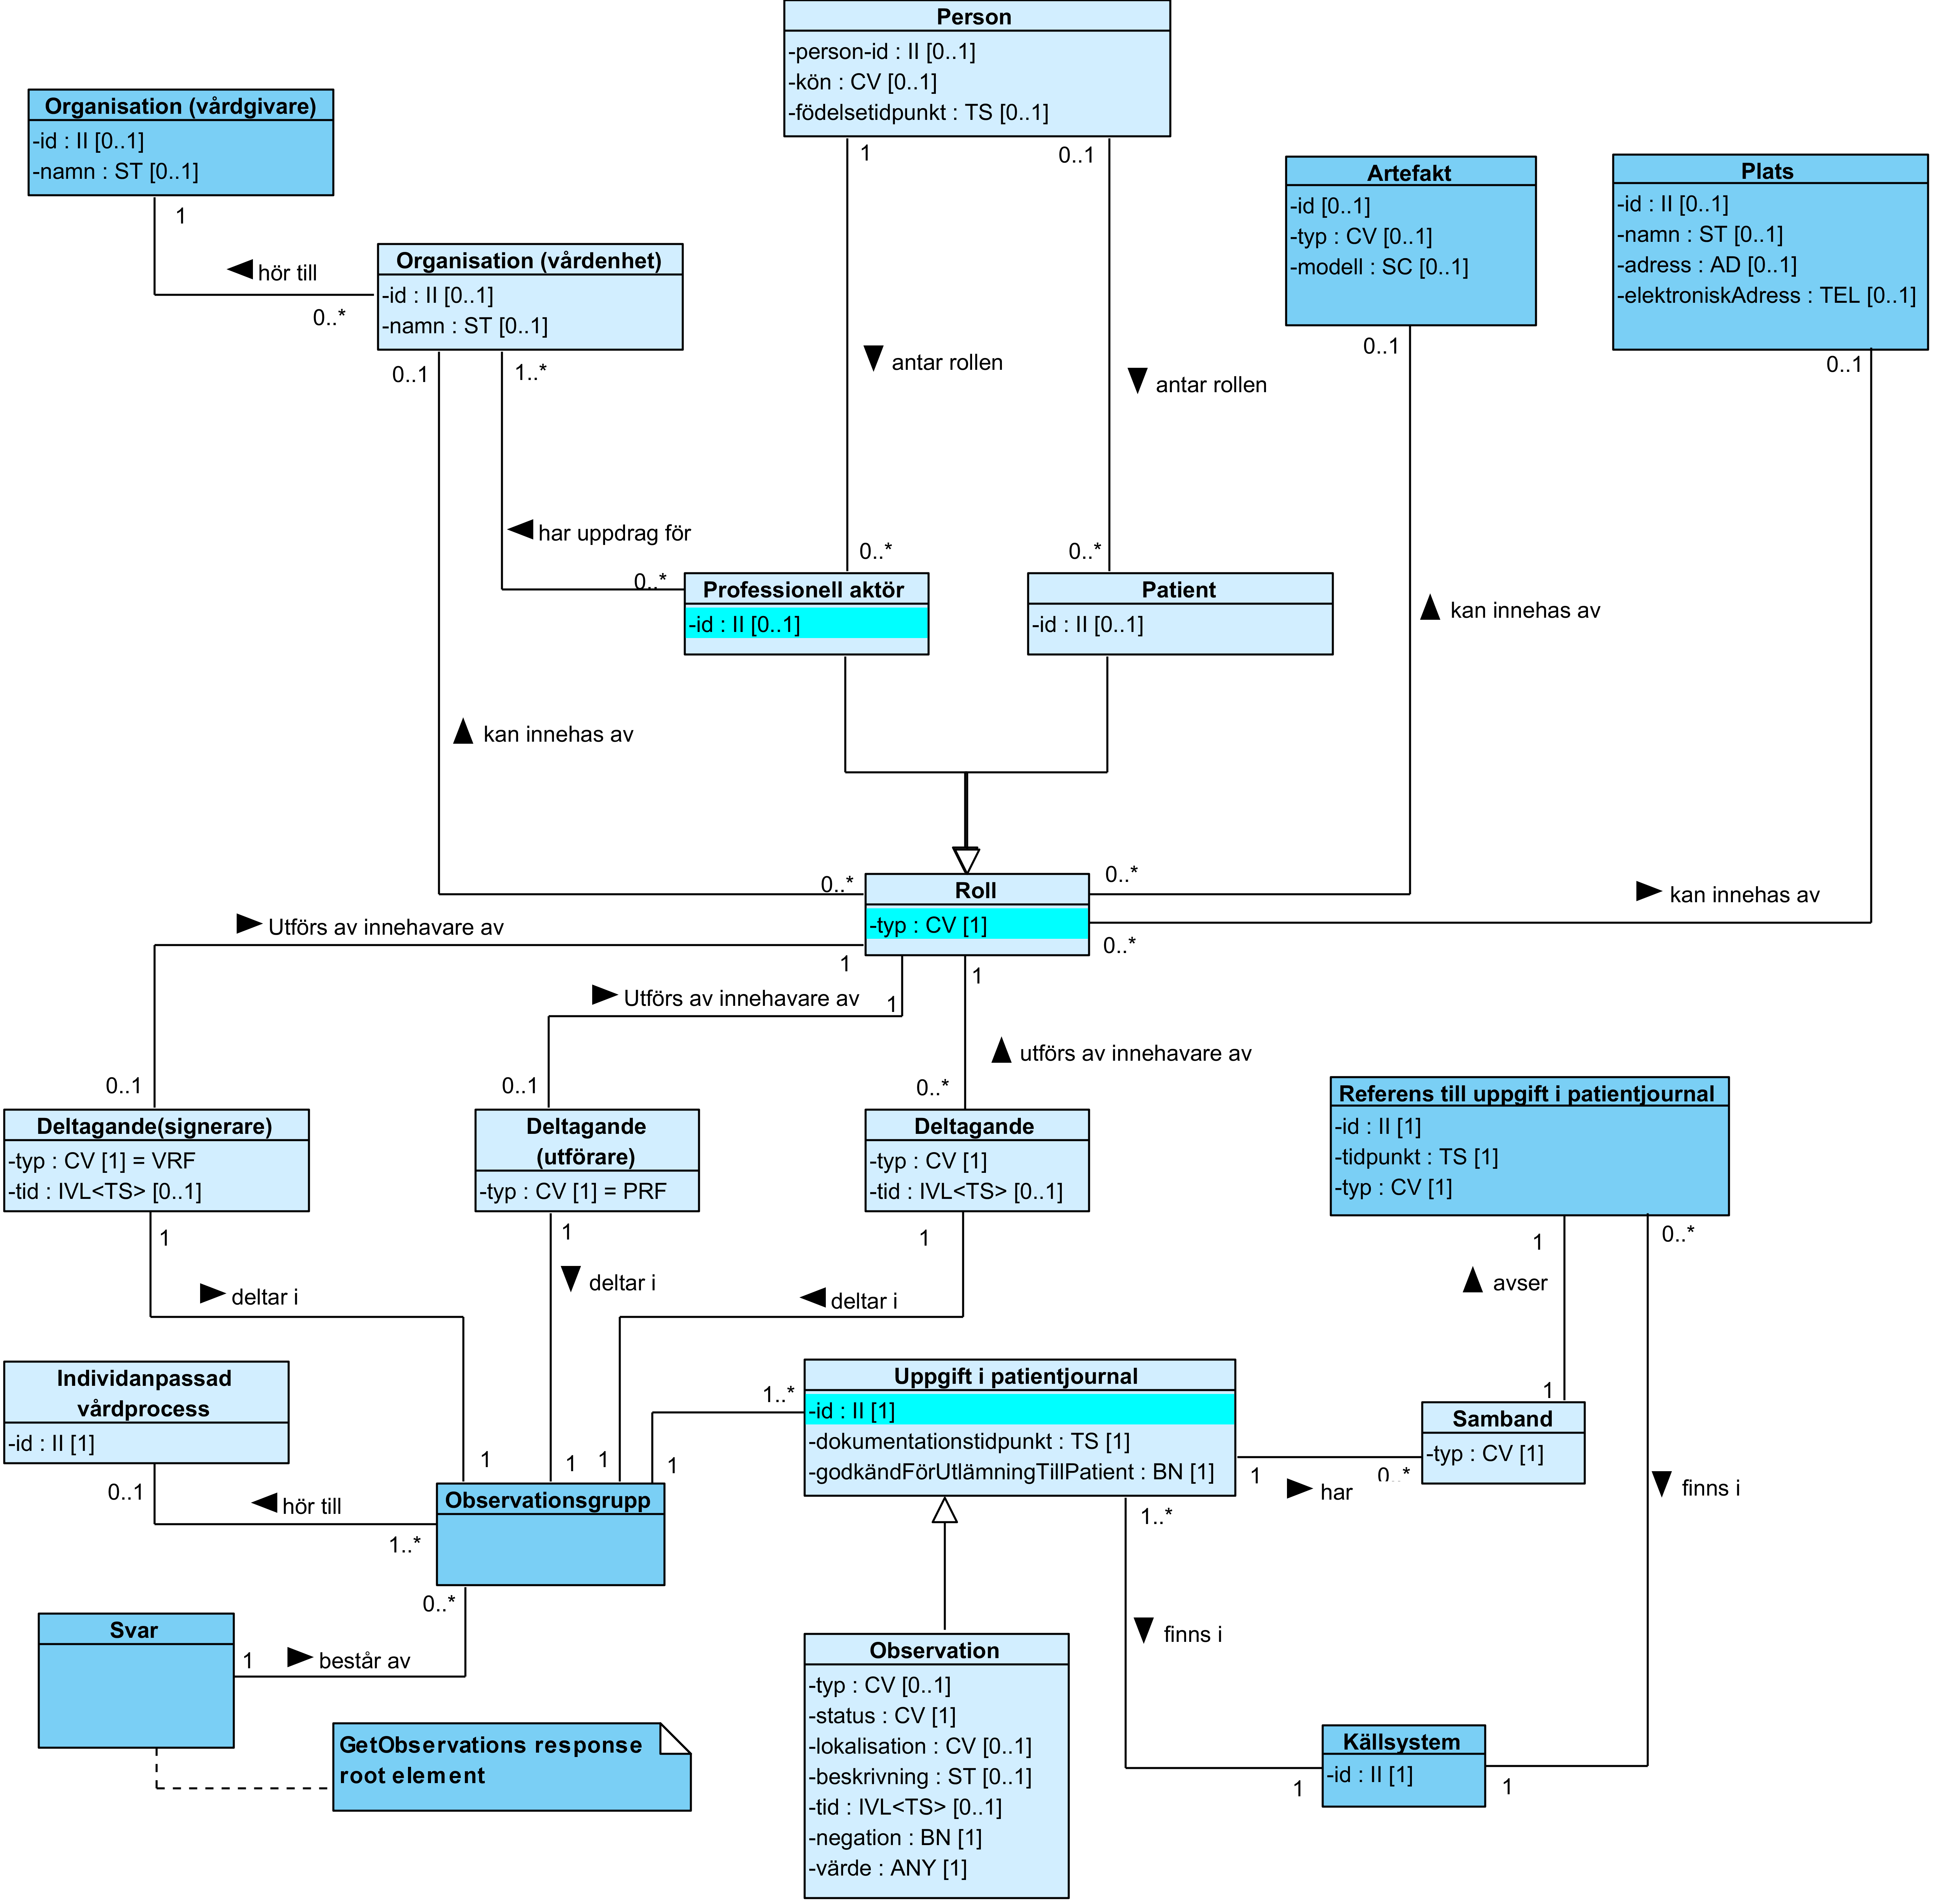 Person
-person-id : II [0..1]
-kön : CV [0..1]
-födelsetidpunkt : TS [0..1]
Organisation (vårdgivare)
-id : II [0..1]
-namn : ST [0..1]
1
hör till
0..*
Organisation (vårdenhet)
-id : II [0..1]
-namn : ST [0..1]
0..1
1..*
1
0..1
Artefakt
-id [0..1]
-typ : CV [0..1]
-modell : SC [0..1]
0..1
Plats
-id : II [0..1]
-namn : ST [0..1]
-adress : AD [0..1]
-elektroniskAdress : TEL [0..1]
0..1
antar rollen
antar rollen
har uppdrag för
0..*
0..*
0..*
Professionell aktör
-id : II [0..1]
Patient
-id : II [0..1]
kan innehas av
kan innehas av
0..*
Roll
-typ : CV [1]
0..*
0..*
kan innehas av
Utförs av innehavare av
1
Utförs av innehavare av
1
1
utförs av innehavare av
0..1
0..1
0..*
Deltagande(signerare)
-typ : CV [1] = VRF
-tid : IVL<TS> [0..1]
1
Deltagande
(utförare)
-typ : CV [1] = PRF
1
Deltagande
-typ : CV [1]
-tid : IVL<TS> [0..1]
1
Referens till uppgift i patientjournal
-id : II [1]
-tidpunkt : TS [1]
-typ : CV [1]
1
0..*
deltar i
deltar i
deltar i
avser
Individanpassad
vårdprocess
-id : II [1]
0..1
hör till
1..*
1
1
1
1
1..*
Observationsgrupp
0..*
Uppgift i patientjournal
-id : II [1]
-dokumentationstidpunkt : TS [1]
-godkändFörUtlämningTillPatient : BN [1]
1
har
0..*
1
Samband
-typ : CV [1]
finns i
1..*
finns i
Svar
1
består av
GetObservations response
root element
Observation
-typ : CV [0..1]
-status : CV [1]
-lokalisation : CV [0..1]
-beskrivning : ST [0..1]
-tid : IVL<TS> [0..1]
-negation : BN [1]
-värde : ANY [1]
Källsystem
-id : II [1]
1
1